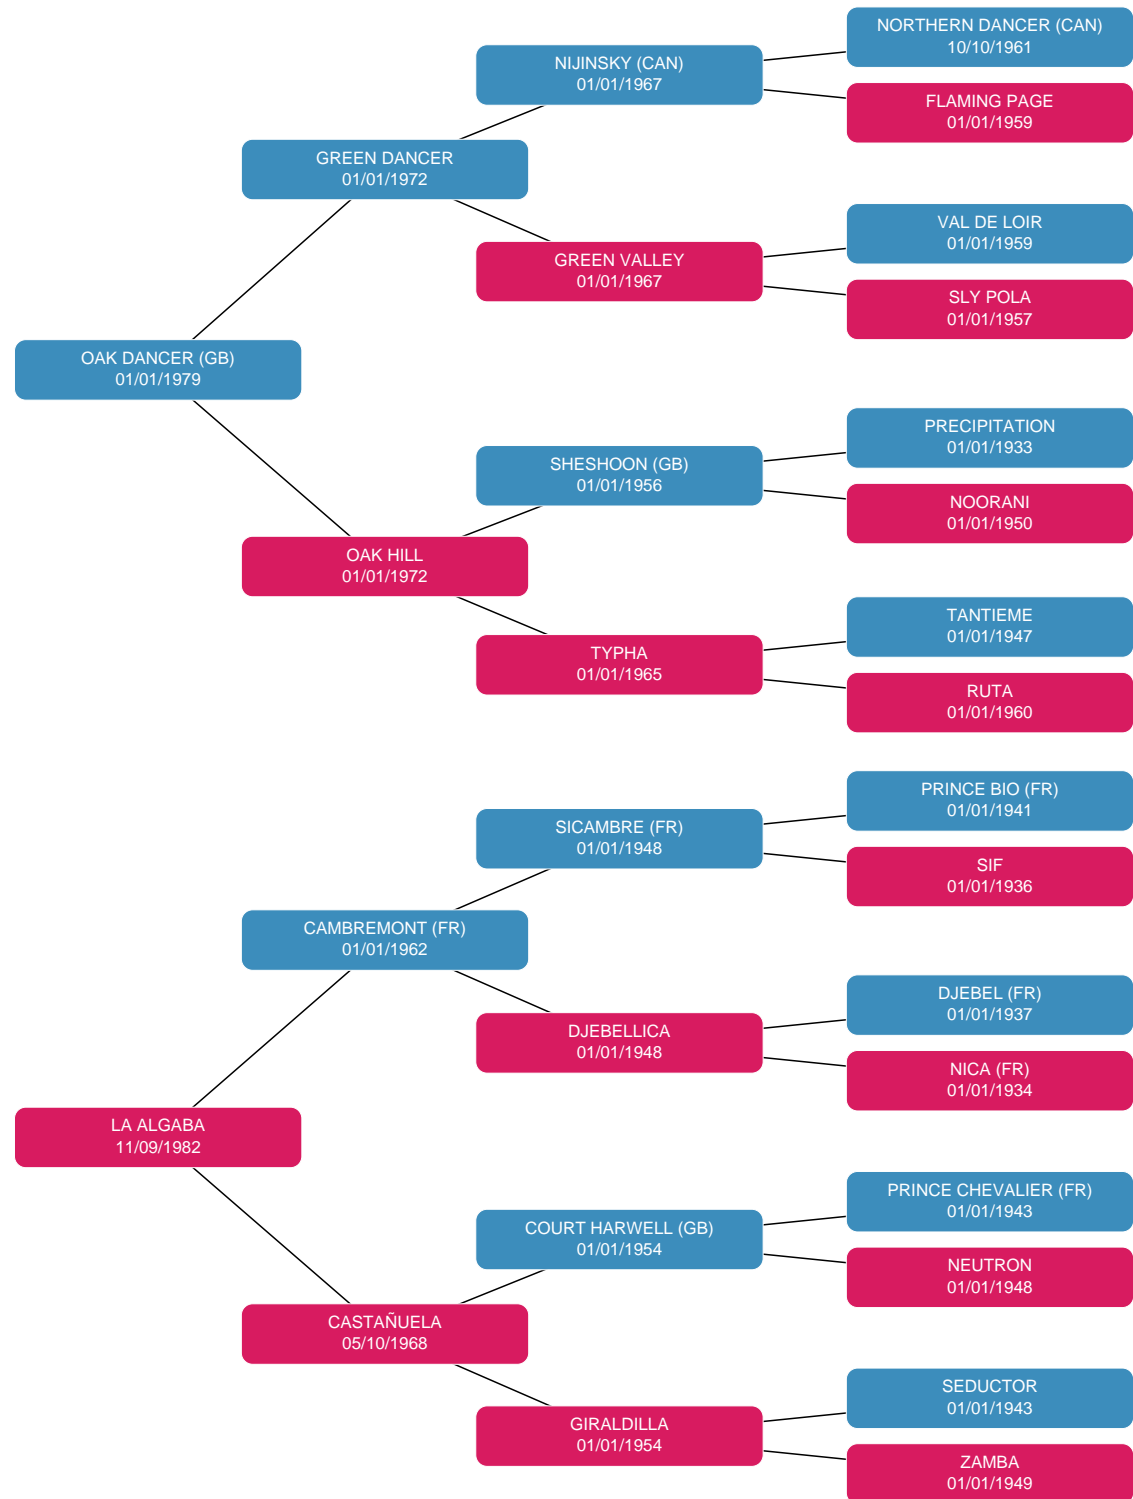 NORTHERN DANCER (CAN)
10/10/1961
NIJINSKY (CAN)
01/01/1967
FLAMING PAGE
01/01/1959
GREEN DANCER
01/01/1972
VAL DE LOIR
01/01/1959
GREEN VALLEY
01/01/1967
SLY POLA
01/01/1957
OAK DANCER (GB)
01/01/1979
PRECIPITATION
01/01/1933
SHESHOON (GB)
01/01/1956
NOORANI
01/01/1950
OAK HILL
01/01/1972
TANTIEME
01/01/1947
TYPHA
01/01/1965
RUTA
01/01/1960
PRINCE BIO (FR)
01/01/1941
SICAMBRE (FR)
01/01/1948
SIF
01/01/1936
CAMBREMONT (FR)
01/01/1962
DJEBEL (FR)
01/01/1937
DJEBELLICA
01/01/1948
NICA (FR)
01/01/1934
LA ALGABA
11/09/1982
PRINCE CHEVALIER (FR)
01/01/1943
COURT HARWELL (GB)
01/01/1954
NEUTRON
01/01/1948
CASTAÑUELA
05/10/1968
SEDUCTOR
01/01/1943
GIRALDILLA
01/01/1954
ZAMBA
01/01/1949